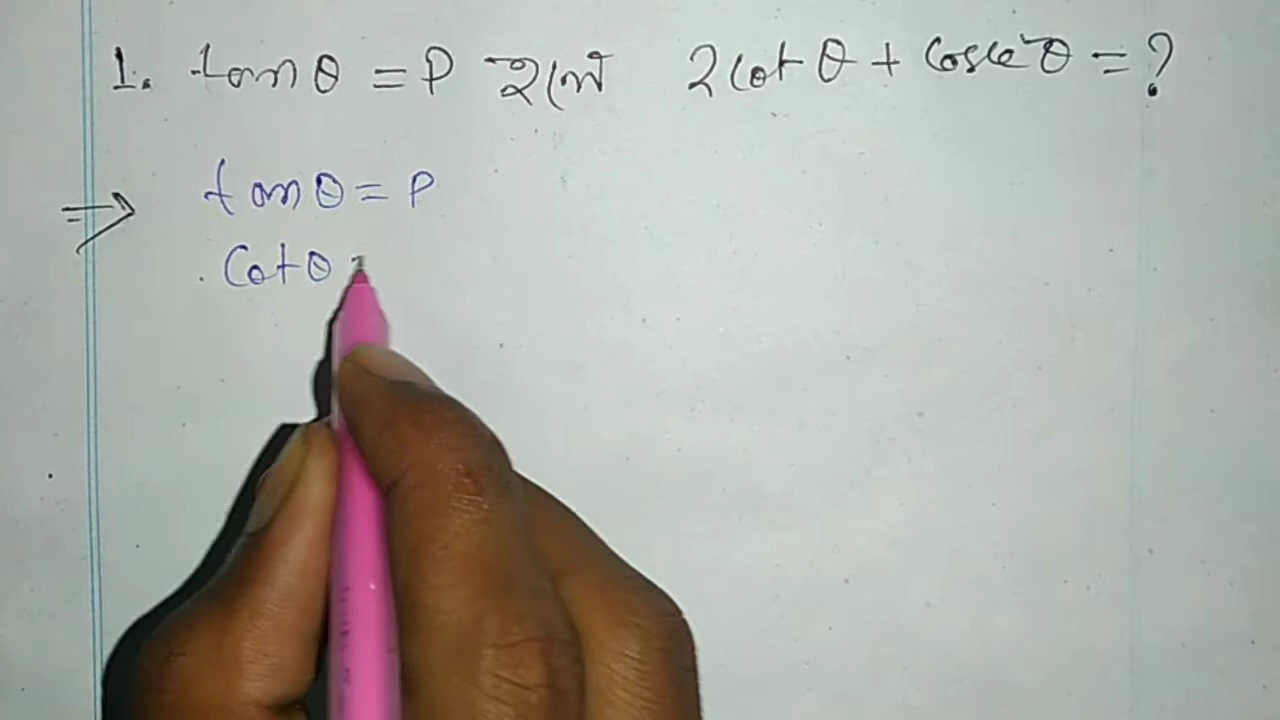 1. tanθ = P হলে 2cotθ + cosec²θ = ?
⇒ tanθ = P
. Cotθ =